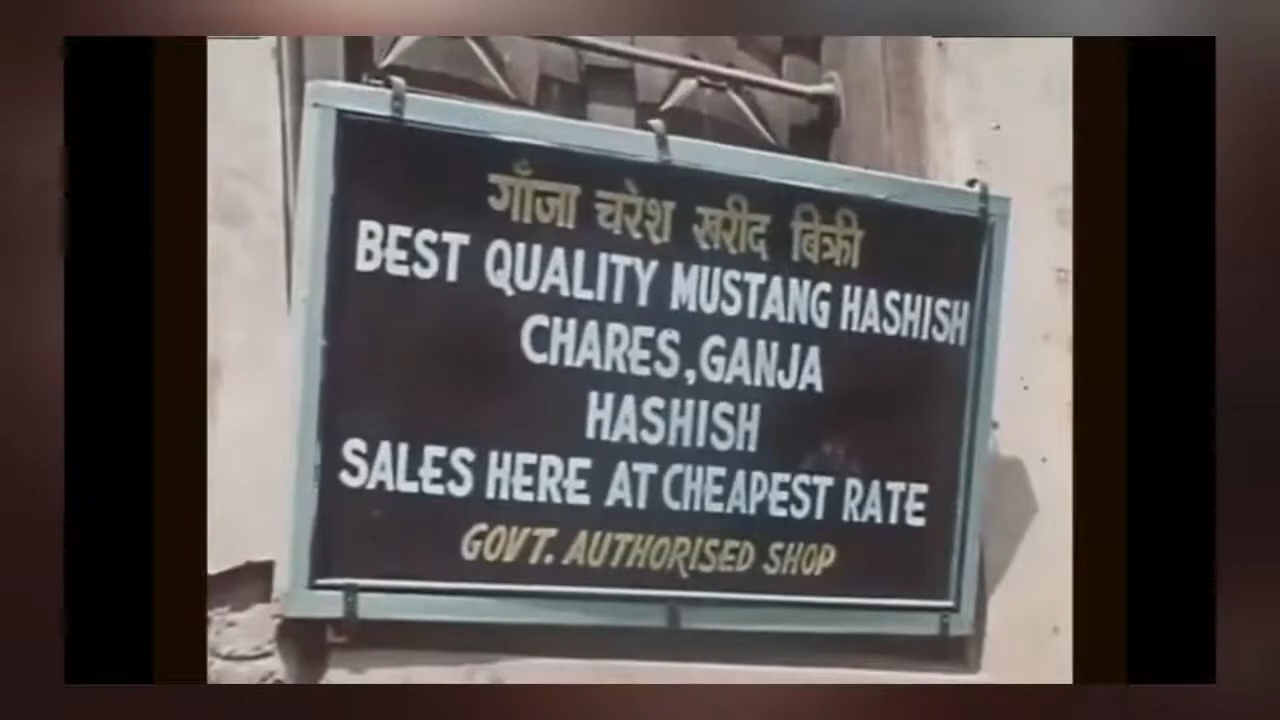 गाँजा चरेश खरीद बिक्री
BEST QUALITY MUSTANG HASHISH
CHARES, GANJA
HASHISH
SALES HERE AT CHEAPEST RATE
GOVT. AUTHORISED SHOP